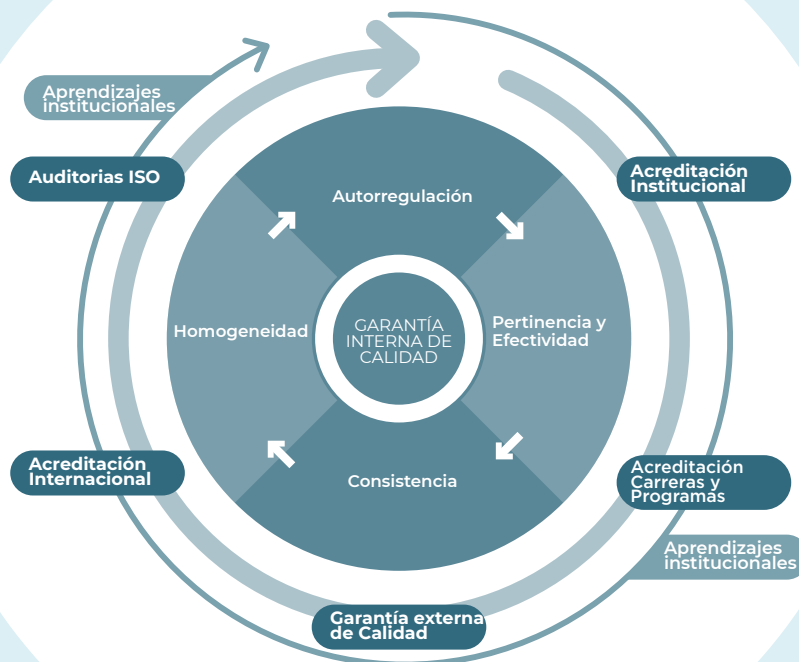 Aprendizajes
institucionales
Auditorias ISO
Acreditación
Institucional
Autorregulación
Homogeneidad
GARANTÍA
INTERNA DE
CALIDAD
Pertinencia y
Efectividad
Consistencia
Acreditación
Internacional
Acreditación
Carreras y
Programas
Aprendizajes
institucionales
Garantía externa
de Calidad